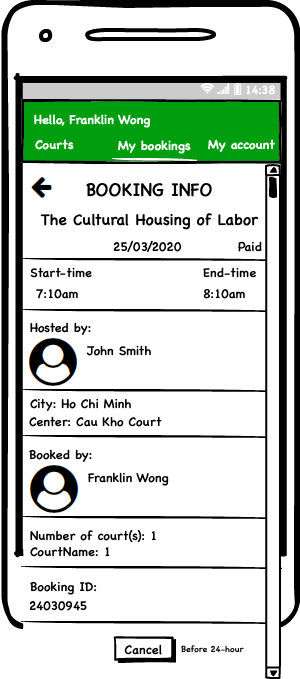 14:38
Hello, Franklin Wong
Courts My bookings My account
BOOKING INFO
The Cultural Housing of Labor
25/03/2020 Paid
Start-time End-time
7:10am 8:10am
Hosted by:
John Smith
City: Ho Chi Minh
Center: Cau Kho Court
Booked by:
Franklin Wong
Number of court(s): 1
CourtName: 1
Booking ID:
24030945
Cancel Before 24-hour